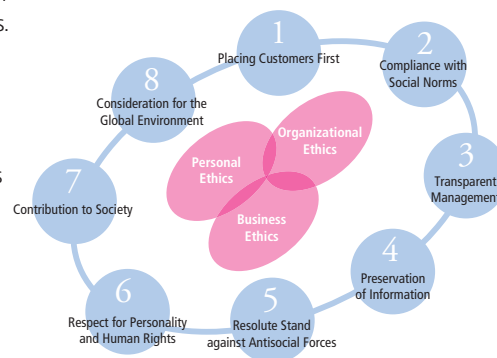 s.
1
Placing Customers First
2
Compliance with
Social Norms
3
Transparent
Management
4
Preservation
of Information
5
Resolute Stand
against Antisocial Forces
6
Respect for Personality
and Human Rights
s
7
Contribution to Society
8
Consideration for the
Global Environment
Organizational
Ethics
Personal
Ethics
Business
Ethics